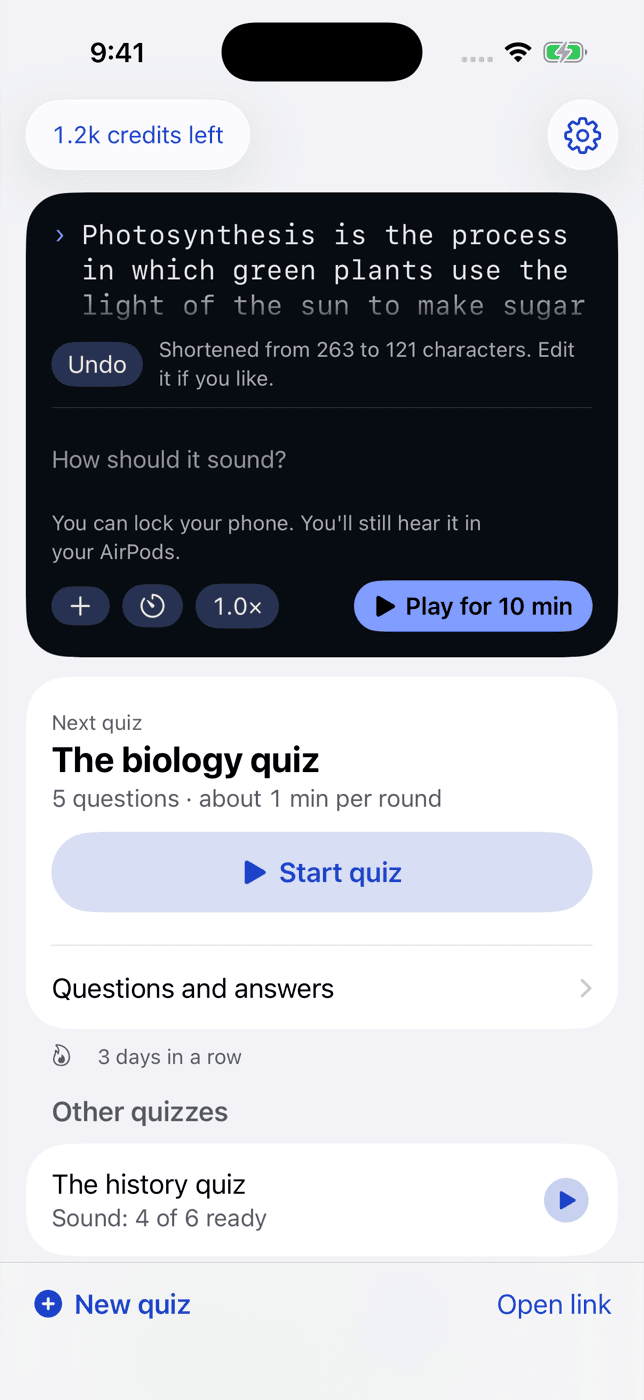 9:41
1.2k credits left
› Photosynthesis is the process
in which green plants use the
light of the sun to make sugar
Undo
Shortened from 263 to 121 characters. Edit
it if you like.
How should it sound?
You can lock your phone. You'll still hear it in
your AirPods.
1.0×
Play for 10 min
Next quiz
The biology quiz
5 questions · about 1 min per round
Start quiz
Questions and answers
3 days in a row
Other quizzes
The history quiz
Sound: 4 of 6 ready
New quiz
Open link